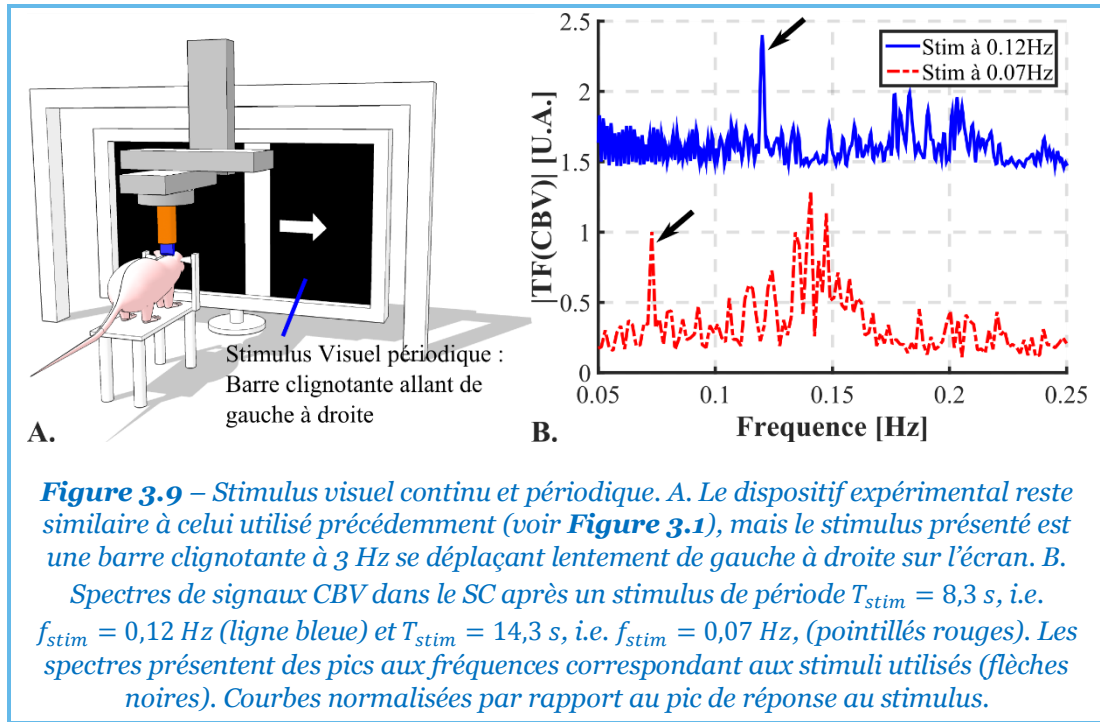 Stimulus Visuel périodique :
Barre clignotante allant de
gauche à droite
A.
2.5
2
1.5
1
0.5
0
|TF(CBV)| [U.A.]
Stim à 0.12Hz
Stim à 0.07Hz
0.05
0.1
0.15
0.2
0.25
Frequence [Hz]
B.
Figure 3.9 – Stimulus visuel continu et périodique. A. Le dispositif expérimental reste
similaire à celui utilisé précédemment (voir Figure 3.1), mais le stimulus présenté est
une barre clignotante à 3 Hz se déplaçant lentement de gauche à droite sur l'écran. B.
Spectres de signaux CBV dans le SC après un stimulus de période T_stim = 8,3 s, i.e.
f_stim = 0,12 Hz (ligne bleue) et T_stim = 14,3 s, i.e. f_stim = 0,07 Hz, (pointillés rouges). Les
spectres présentent des pics aux fréquences correspondant aux stimuli utilisés (flèches
noires). Courbes normalisées par rapport au pic de réponse au stimulus.